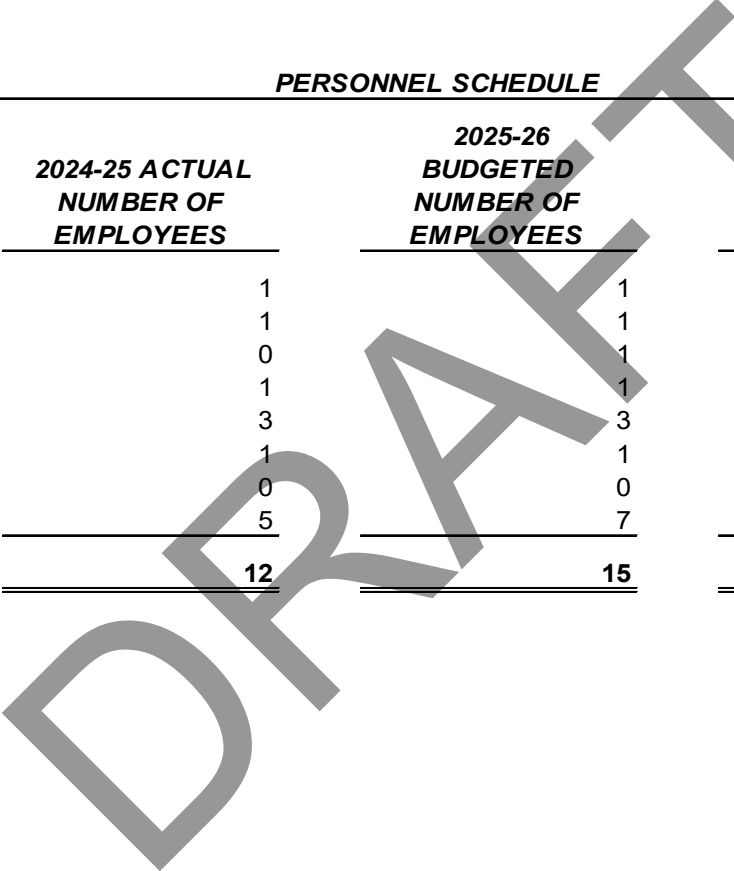 PERSONNEL SCHEDULE
2024-25 ACTUAL
NUMBER OF
EMPLOYEES
2025-26
BUDGETED
NUMBER OF
EMPLOYEES
1 1
1 1
0 1
1 1
3 3
1 1
0 0
5 7
12 15
DRAFT